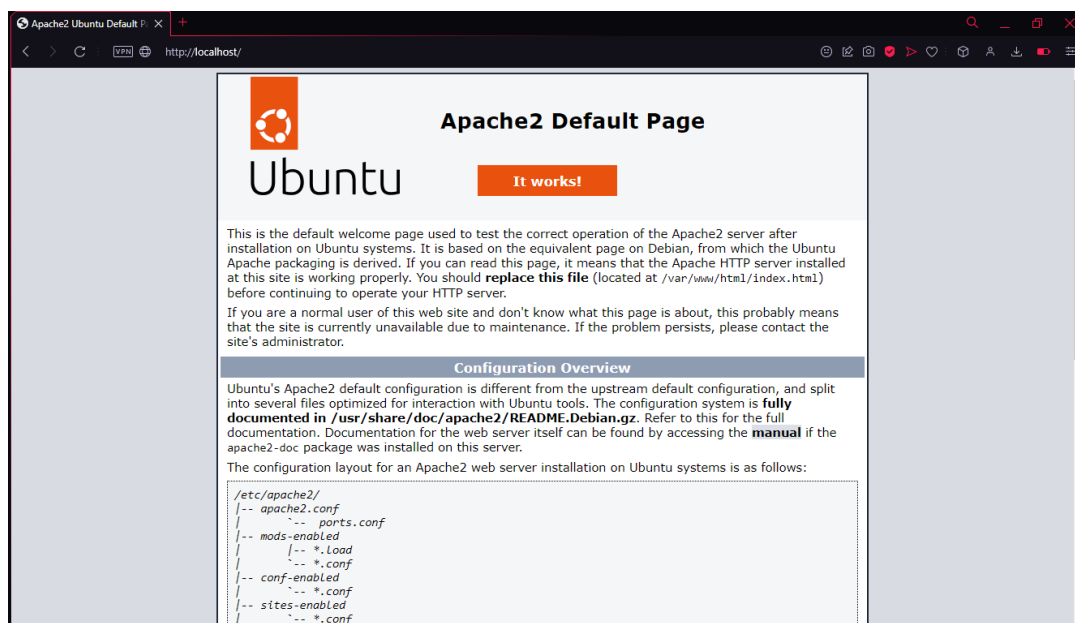 Apache2 Ubuntu Default P
VPN http://localhost/
Apache2 Default Page
Ubuntu
It works!
This is the default welcome page used to test the correct operation of the Apache2 server after
installation on Ubuntu systems. It is based on the equivalent page on Debian, from which the Ubuntu
Apache packaging is derived. If you can read this page, it means that the Apache HTTP server installed
at this site is working properly. You should replace this file (located at /var/www/html/index.html)
before continuing to operate your HTTP server.
If you are a normal user of this web site and don't know what this page is about, this probably means
that the site is currently unavailable due to maintenance. If the problem persists, please contact the
site's administrator.
Configuration Overview
Ubuntu's Apache2 default configuration is different from the upstream default configuration, and split
into several files optimized for interaction with Ubuntu tools. The configuration system is fully
documented in /usr/share/doc/apache2/README.Debian.gz. Refer to this for the full
documentation. Documentation for the web server itself can be found by accessing the manual if the
apache2-doc package was installed on this server.
The configuration layout for an Apache2 web server installation on Ubuntu systems is as follows:
/etc/apache2/
|-- apache2.conf
|       `--  ports.conf
|-- mods-enabled
|       |-- *.load
|       `-- *.conf
|-- conf-enabled
|       `-- *.conf
|-- sites-enabled
|       `-- *.conf